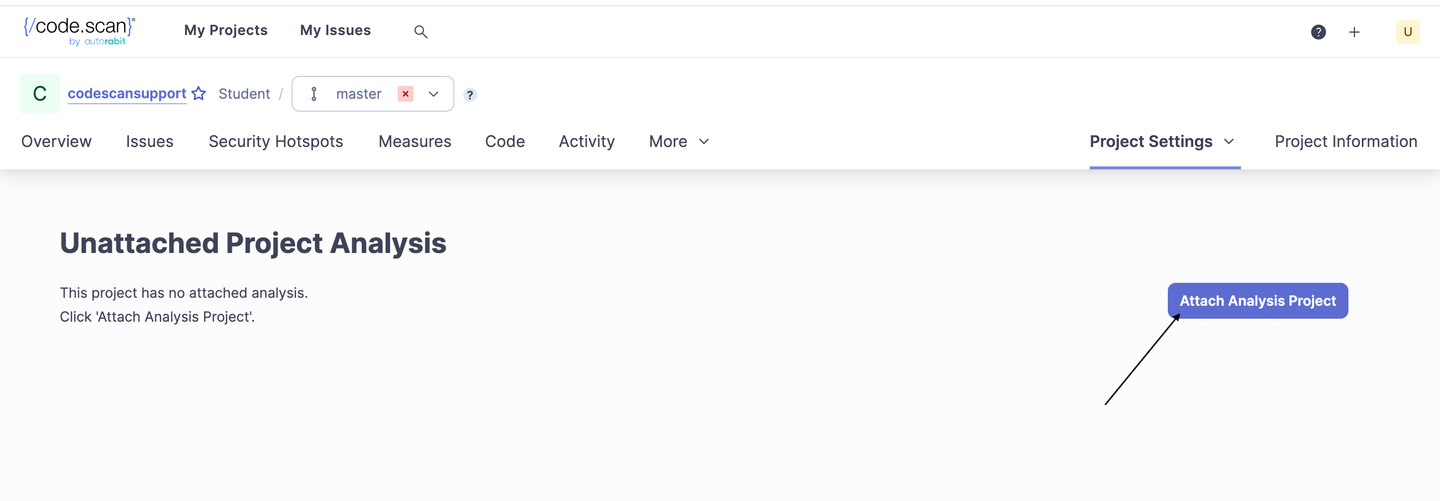 {/code.scan}®
by autorabit
My Projects My Issues ? + U
C codescansupport Student / master × ?
Overview Issues Security Hotspots Measures Code Activity More Project Settings Project Information
Unattached Project Analysis
This project has no attached analysis.
Click 'Attach Analysis Project'.
Attach Analysis Project